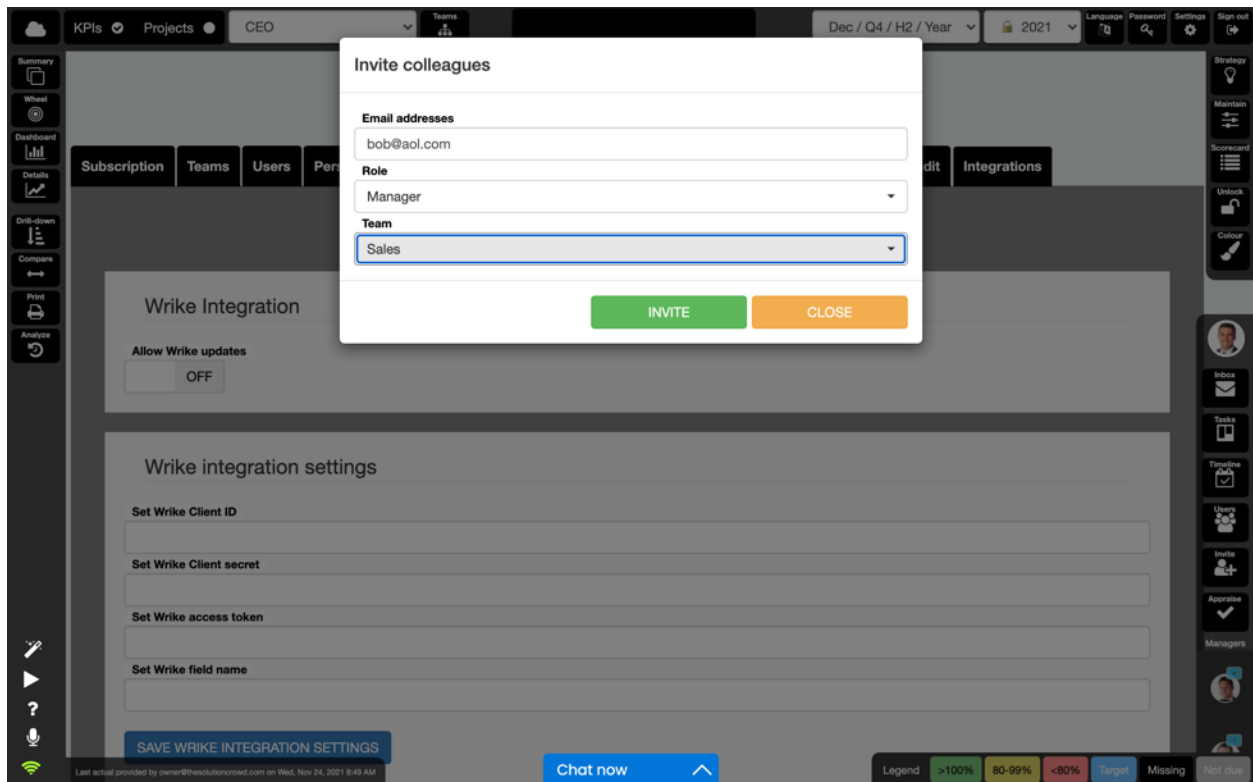 KPIs Projects CEO Teams Dec / Q4 / H2 / Year 2021 Language Password Settings Sign out
Invite colleagues
Email addresses
bob@aol.com
Role
Manager
Team
Sales
INVITE CLOSE
Summary
Wheel
Dashboard
Details
Drill-down
Compare
Print
Analyze
Subscription Teams Users Per dit Integrations
Wrike Integration
Allow Wrike updates
OFF
Wrike integration settings
Set Wrike Client ID
Set Wrike Client secret
Set Wrike access token
Set Wrike field name
SAVE WRIKE INTEGRATION SETTINGS
Strategy
Maintain
Scorecard
Unlock
Colour
Inbox
Tasks
Timeline
Users
Invite
Appraise
Managers
?
Last actual provided by owner@thesolutioncrowd.com on Wed, Nov 24, 2021 8:49 AM
Chat now
Legend >100% 80-99% <80% Target Missing Not due